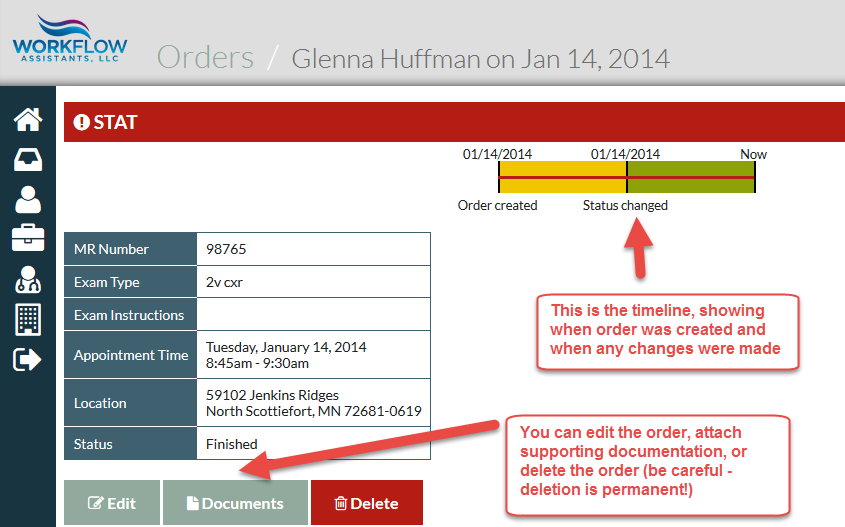 WORKFLOW
ASSISTANTS, LLC
Orders / Glenna Huffman on Jan 14, 2014
STAT
01/14/2014 01/14/2014 Now
Order created Status changed
MR Number 98765
Exam Type 2v cxr
Exam Instructions
Appointment Time Tuesday, January 14, 2014
8:45am - 9:30am
Location 59102 Jenkins Ridges
North Scottiefort, MN 72681-0619
Status Finished
Edit Documents Delete
This is the timeline, showing
when order was created and
when any changes were made
You can edit the order, attach
supporting documentation, or
delete the order (be careful -
deletion is permanent!)